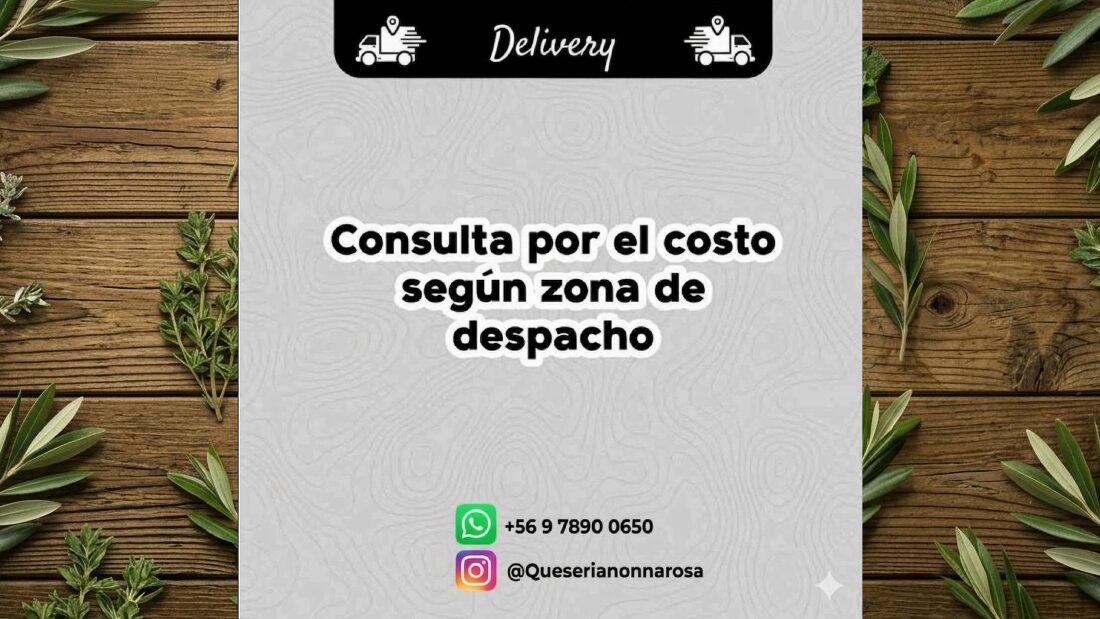 Delivery
Consulta por el costo
según zona de
despacho
+56 9 7890 0650
@Queserianonnarosa